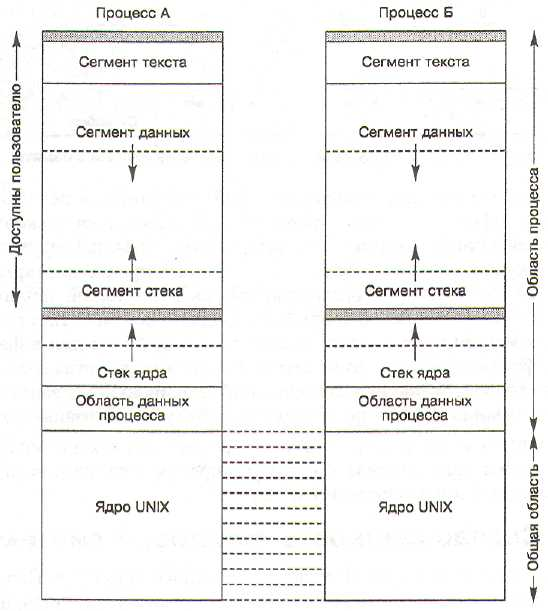 Процесс А
Процесс Б
Сегмент текста
Сегмент текста
Сегмент данных
Сегмент данных
Сегмент стека
Сегмент стека
Стек ядра
Стек ядра
Область данных
процесса
Область данных
процесса
Ядро UNIX
Ядро UNIX
Доступны пользователю
Область процесса
Общая область